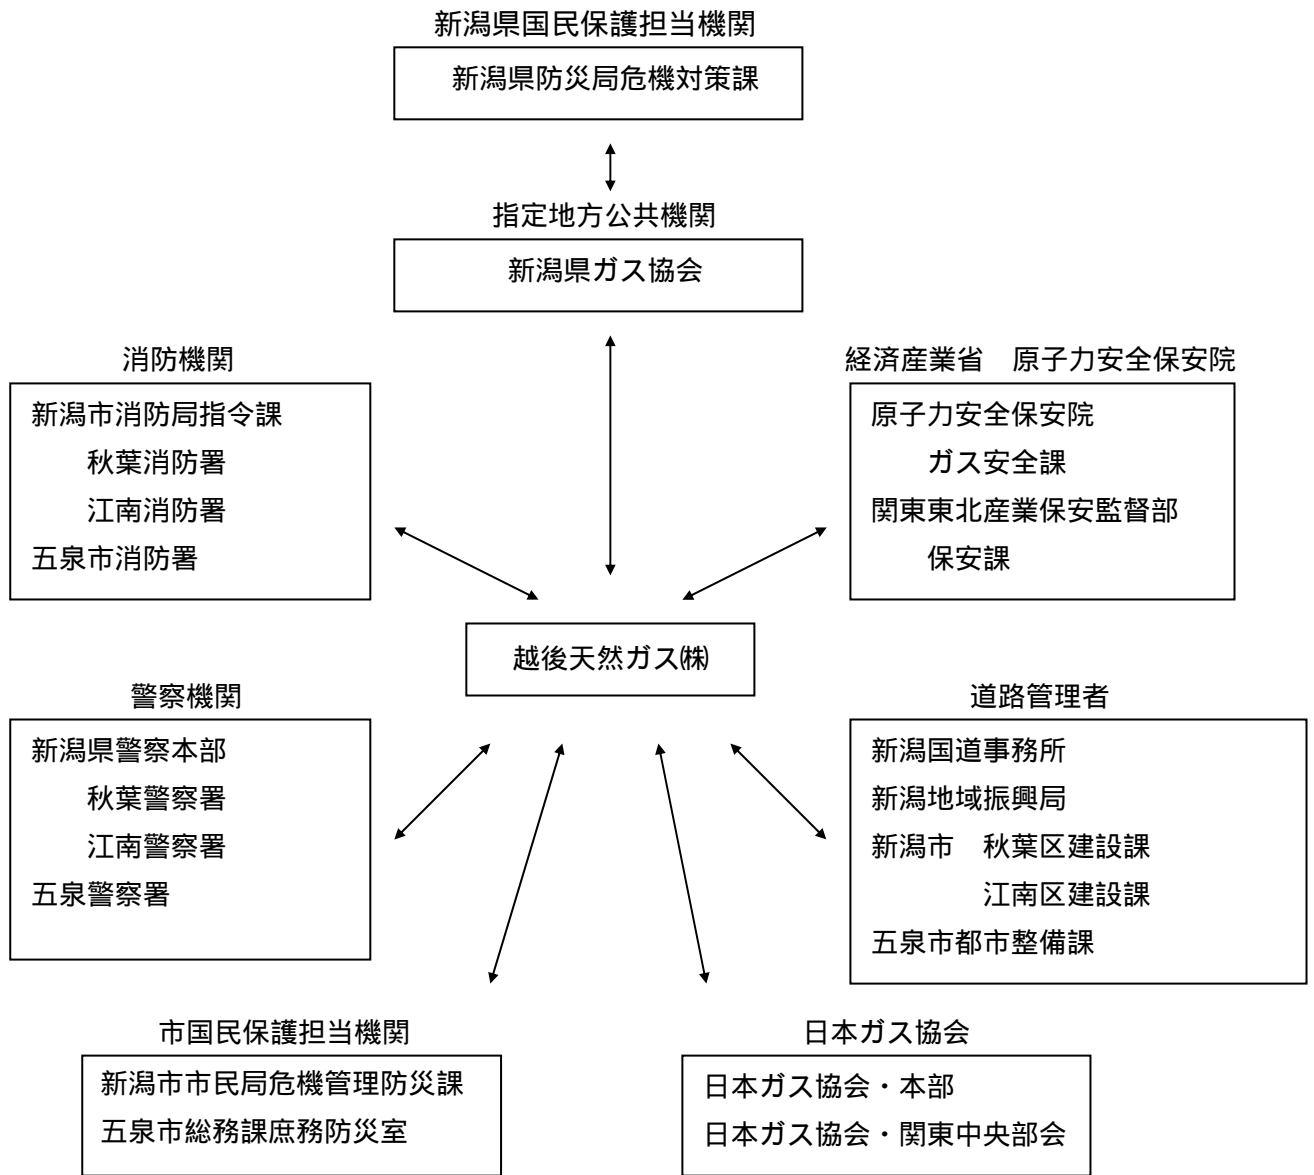 新潟県国民保護担当機関
新潟県防災局危機対策課
指定地方公共機関
新潟県ガス協会
消防機関
新潟市消防局指令課
秋葉消防署
江南消防署
五泉市消防署
経済産業省　原子力安全保安院
原子力安全保安院
ガス安全課
関東東北産業保安監督部
保安課
越後天然ガス㈱
警察機関
新潟県警察本部
秋葉警察署
江南警察署
五泉警察署
道路管理者
新潟国道事務所
新潟地域振興局
新潟市　秋葉区建設課
江南区建設課
五泉市都市整備課
市国民保護担当機関
新潟市市民局危機管理防災課
五泉市総務課庶務防災室
日本ガス協会
日本ガス協会・本部
日本ガス協会・関東中央部会